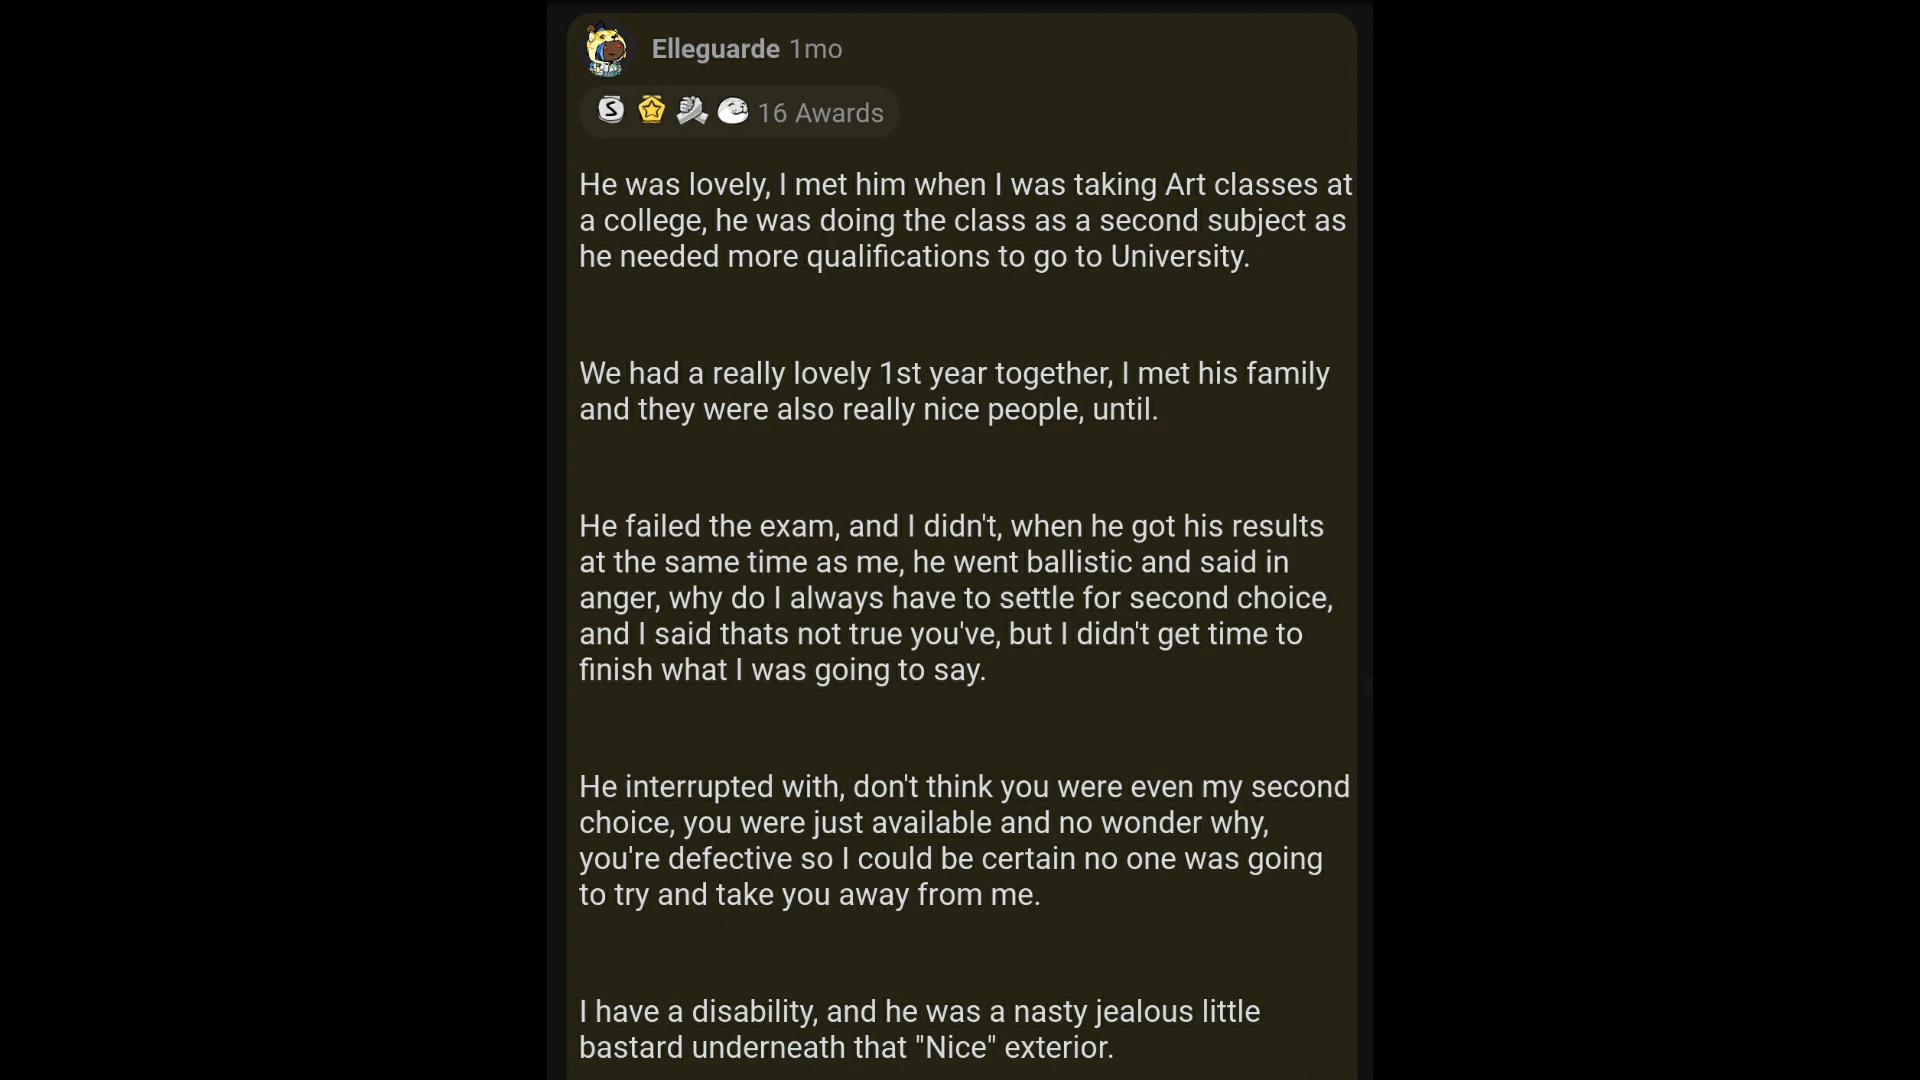 Elleguarde 1mo
16 Awards
He was lovely, I met him when I was taking Art classes at
a college, he was doing the class as a second subject as
he needed more qualifications to go to University.
We had a really lovely 1st year together, I met his family
and they were also really nice people, until.
He failed the exam, and I didn't, when he got his results
at the same time as me, he went ballistic and said in
anger, why do I always have to settle for second choice,
and I said thats not true you've, but I didn't get time to
finish what I was going to say.
He interrupted with, don't think you were even my second
choice, you were just available and no wonder why,
you're defective so I could be certain no one was going
to try and take you away from me.
I have a disability, and he was a nasty jealous little
bastard underneath that "Nice" exterior.